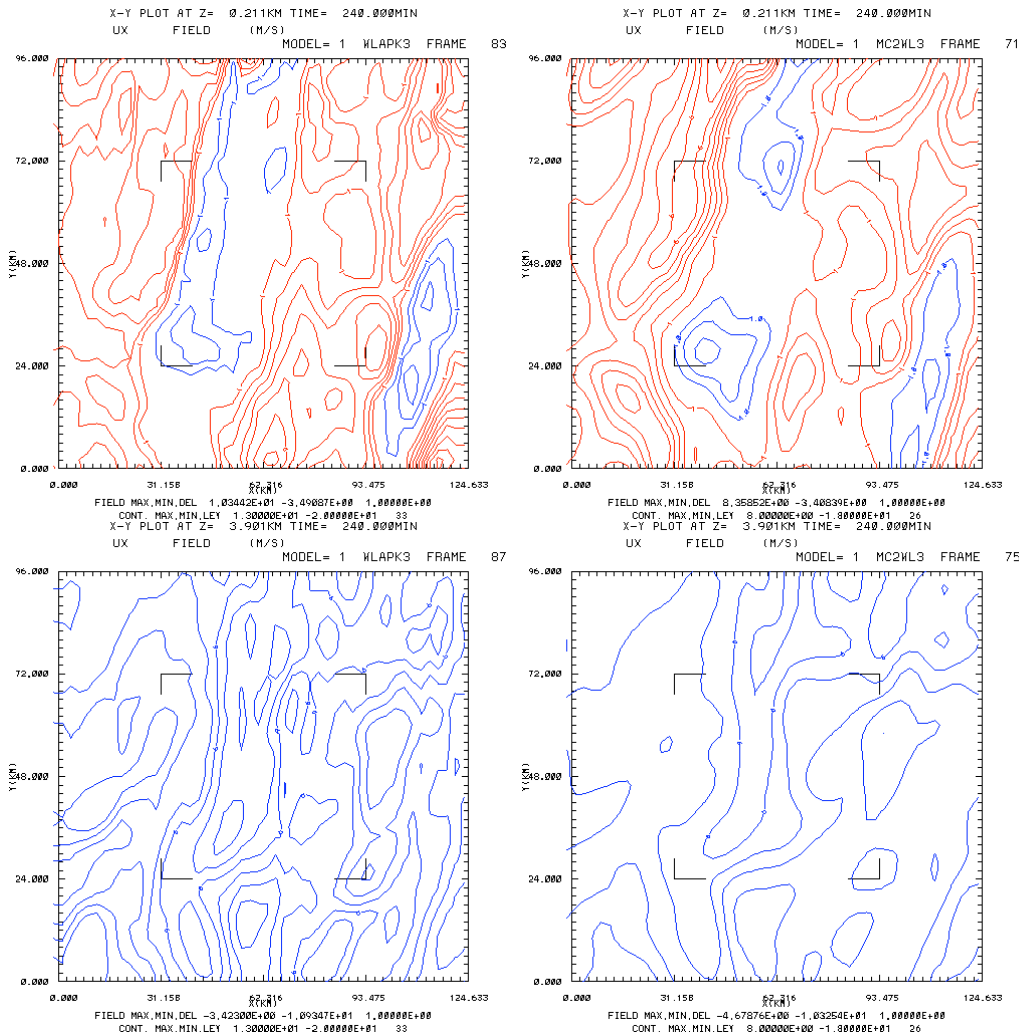 X-Y PLOT AT Z= 0.211KM TIME= 240.000MIN
UX FIELD (M/S)
MODEL= 1 WLAPK3 FRAME 83
96.000
72.000
48.000
24.000
0.000
Y(KM)
0.000 31.158 62.316 93.475 124.633
X(KM)
FIELD MAX,MIN,DEL 1.03442E+01 -3.49087E+00 1.00000E+00
CONT. MAX,MIN,LEV 1.30000E+01 -2.00000E+01 33
X-Y PLOT AT Z= 0.211KM TIME= 240.000MIN
UX FIELD (M/S)
MODEL= 1 MC2WL3 FRAME 71
96.000
72.000
48.000
24.000
0.000
Y(KM)
0.000 31.158 62.316 93.475 124.633
X(KM)
FIELD MAX,MIN,DEL 8.35852E+00 -3.40839E+00 1.00000E+00
CONT. MAX,MIN,LEV 8.00000E+00 -1.80000E+01 26
X-Y PLOT AT Z= 3.901KM TIME= 240.000MIN
UX FIELD (M/S)
MODEL= 1 WLAPK3 FRAME 87
96.000
72.000
48.000
24.000
0.000
Y(KM)
0.000 31.158 62.316 93.475 124.633
X(KM)
FIELD MAX,MIN,DEL -3.42300E+00 -1.09347E+01 1.00000E+00
CONT. MAX,MIN,LEV 1.30000E+01 -2.00000E+01 33
X-Y PLOT AT Z= 3.901KM TIME= 240.000MIN
UX FIELD (M/S)
MODEL= 1 MC2WL3 FRAME 75
96.000
72.000
48.000
24.000
0.000
Y(KM)
0.000 31.158 62.316 93.475 124.633
X(KM)
FIELD MAX,MIN,DEL -4.67876E+00 -1.03254E+01 1.00000E+00
CONT. MAX,MIN,LEV 8.00000E+00 -1.80000E+01 26